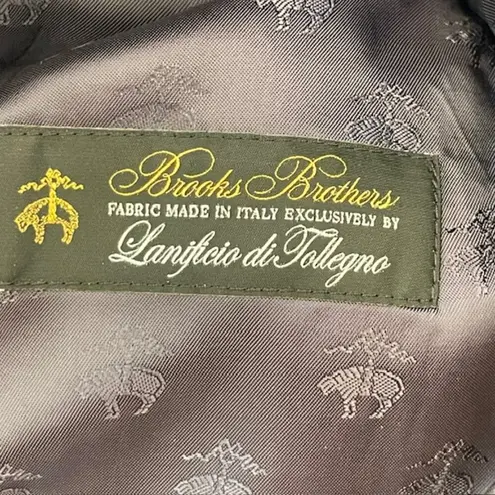 Brooks Brothers
FABRIC MADE IN ITALY EXCLUSIVELY BY
Lanificio di Tollegno